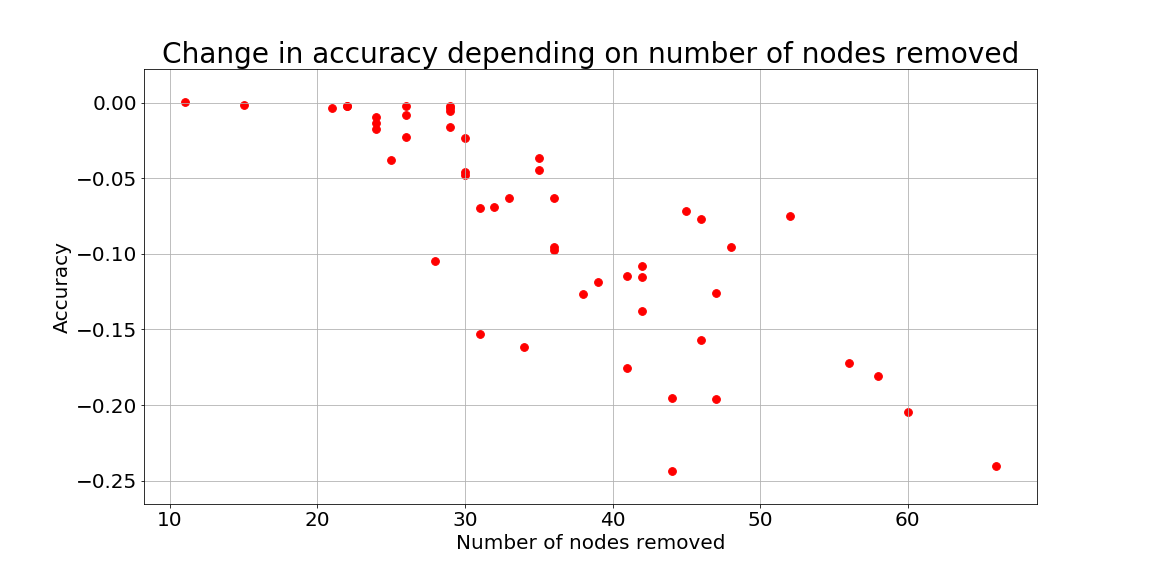 Change in accuracy depending on number of nodes removed
0.00
−0.05
−0.10
−0.15
−0.20
−0.25
Accuracy
10 20 30 40 50 60
Number of nodes removed